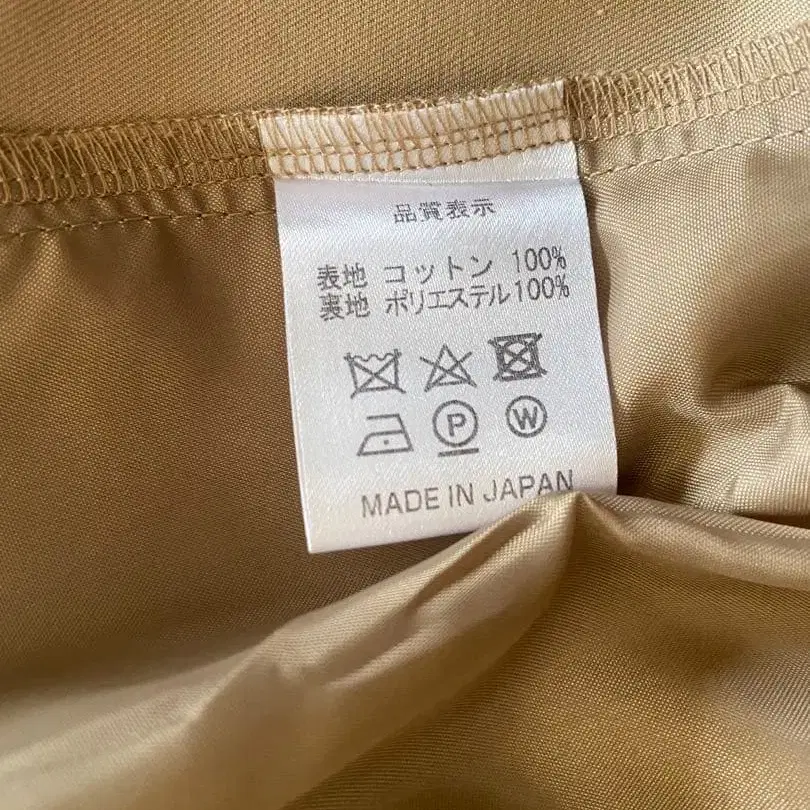 品質表示
表地 コットン 100%
裏地 ポリエステル100%
P W
MADE IN JAPAN